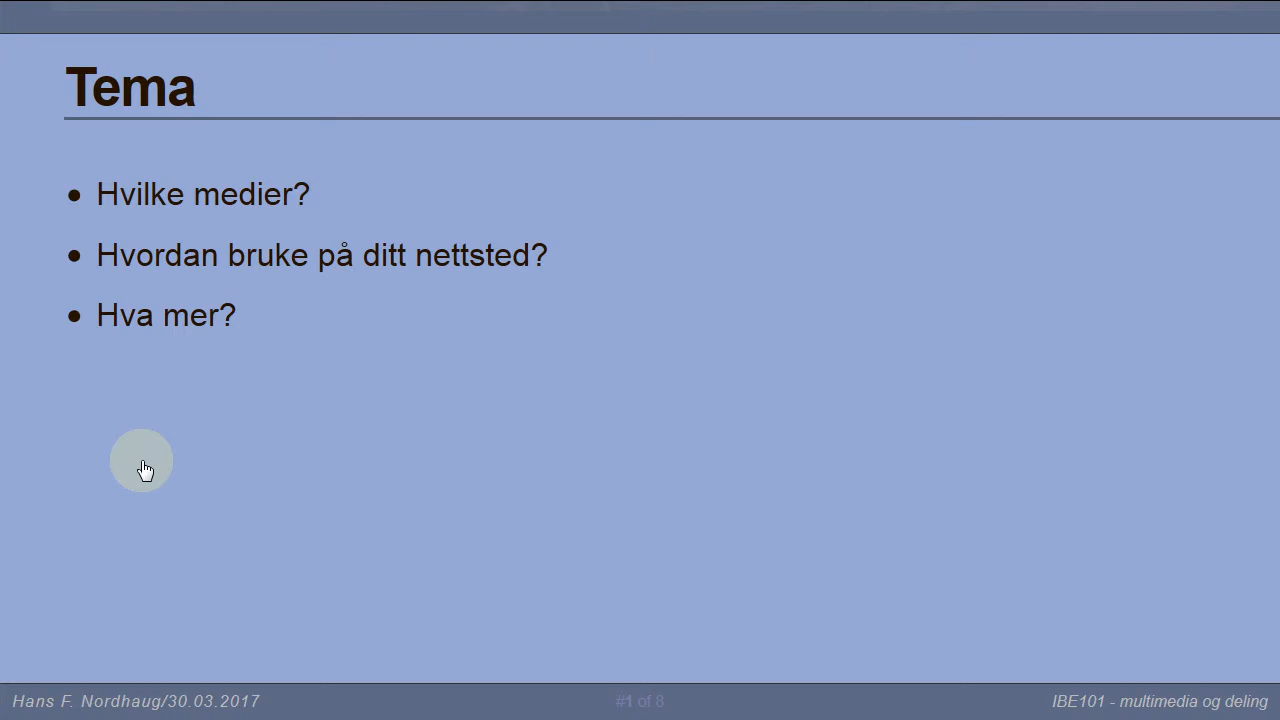 Tema
• Hvilke medier?
• Hvordan bruke på ditt nettsted?
• Hva mer?
Hans F. Nordhaug/30.03.2017
#1 of 8
IBE101 - multimedia og deling